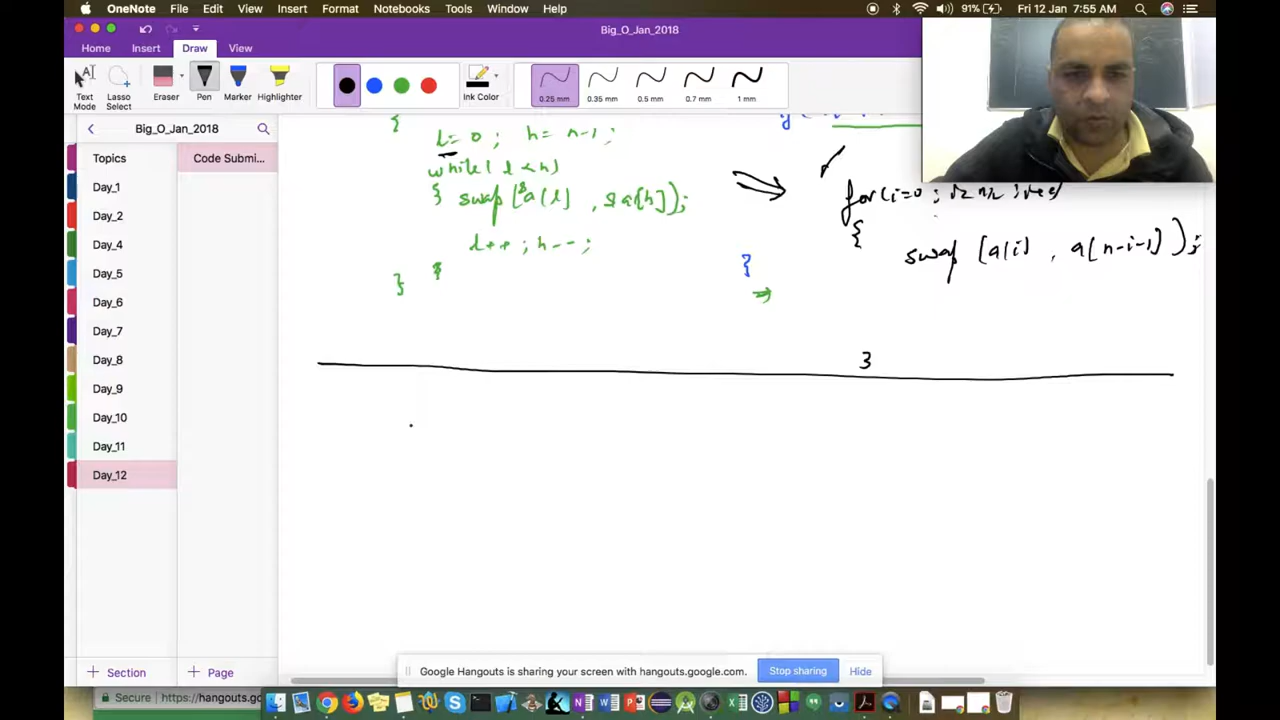 OneNote File Edit View Insert Format Notebooks Tools Window Help 91% Fri 12 Jan 7:55 AM
Big_O_Jan_2018
Home Insert Draw View
Text Mode
Lasso Select
Eraser
Pen
Marker
Highlighter
Ink Color
0.25 mm
0.35 mm
0.5 mm
0.7 mm
1 mm
Big_O_Jan_2018
Topics
Day_1
Day_2
Day_4
Day_5
Day_6
Day_7
Day_8
Day_9
Day_10
Day_11
Day_12
Code Submi...
{
l= 0 ; h= n-1 ;
while( l < h)
{ swap [&a[l] , &a[h]);
l++ ; h-- ;
}
}
}
for(i=0 ;
{
swap [a[i] , a[n-i-1]);
3
+ Section
+ Page
Google Hangouts is sharing your screen with hangouts.google.com.
Stop sharing
Hide
Secure https://hangouts.go